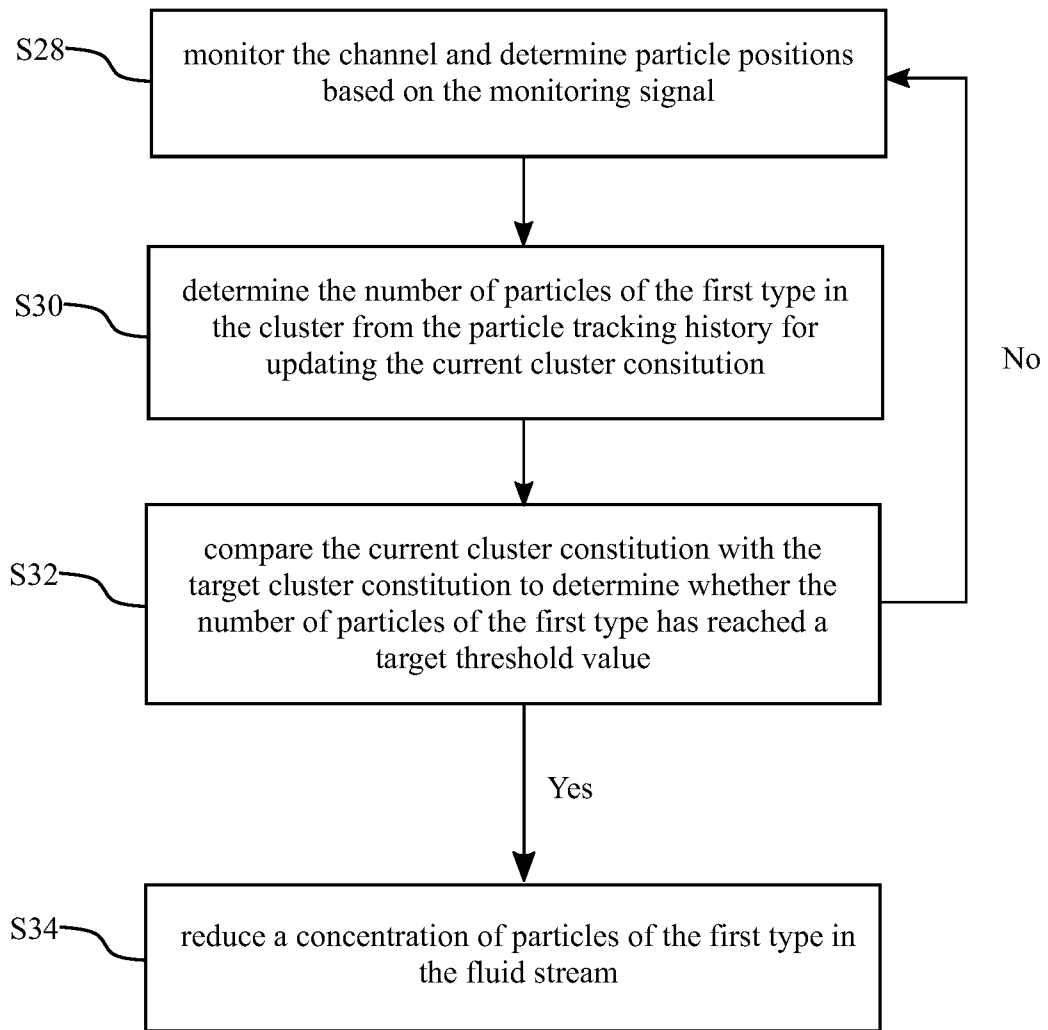 S28
monitor the channel and determine particle positions
based on the monitoring signal
S30
determine the number of particles of the first type in
the cluster from the particle tracking history for
updating the current cluster consitution
No
S32
compare the current cluster constitution with the
target cluster constitution to determine whether the
number of particles of the first type has reached a
target threshold value
Yes
S34
reduce a concentration of particles of the first type in
the fluid stream